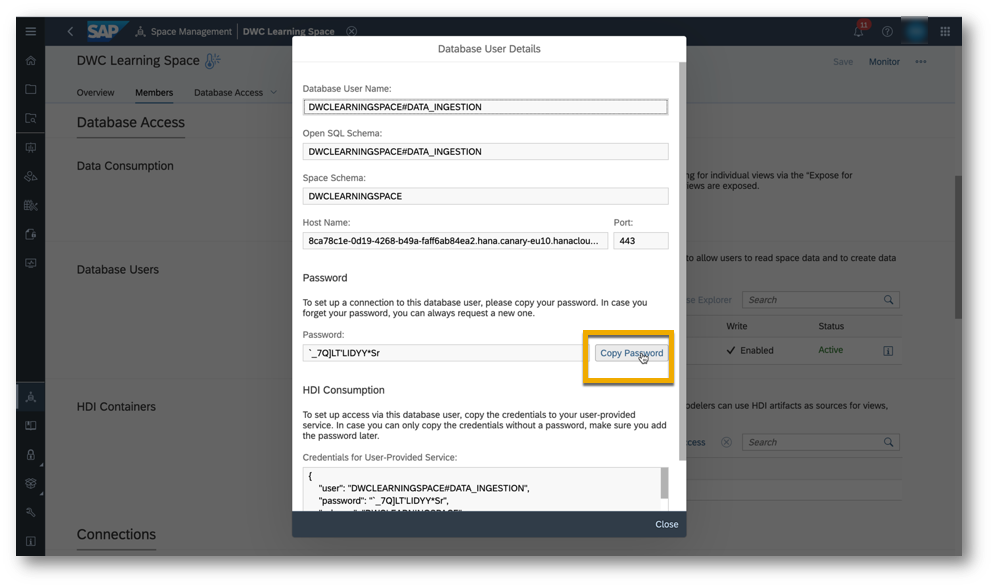 SAP
Space Management
DWC Learning Space
11
DWC Learning Space
Save
Monitor
Overview
Members
Database Access
Database Access
Data Consumption
ng for individual views via the "Expose for
iews are exposed.
Database Users
to allow users to read space data and to create data
se Explorer
Search
Write
Status
Enabled
Active
HDI Containers
odelers can use HDI artifacts as sources for views,
cess
Search
Connections
Database User Details
Database User Name:
DWCLEARNINGSPACE#DATA_INGESTION
Open SQL Schema:
DWCLEARNINGSPACE#DATA_INGESTION
Space Schema:
DWCLEARNINGSPACE
Host Name:
Port:
8ca78c1e-0d19-4268-b49a-faff6ab84ea2.hana.canary-eu10.hanaclou...
443
Password
To set up a connection to this database user, please copy your password. In case you
forget your password, you can always request a new one.
Password:
`_7Q]LT'LIDYY*Sr
Copy Password
HDI Consumption
To set up access via this database user, copy the credentials to your user-provided
service. In case you can only copy the credentials without a password, make sure you add
the password later.
Credentials for User-Provided Service:
{
"user": "DWCLEARNINGSPACE#DATA_INGESTION",
"password": "`_7Q]LT'LIDYY*Sr",
Close